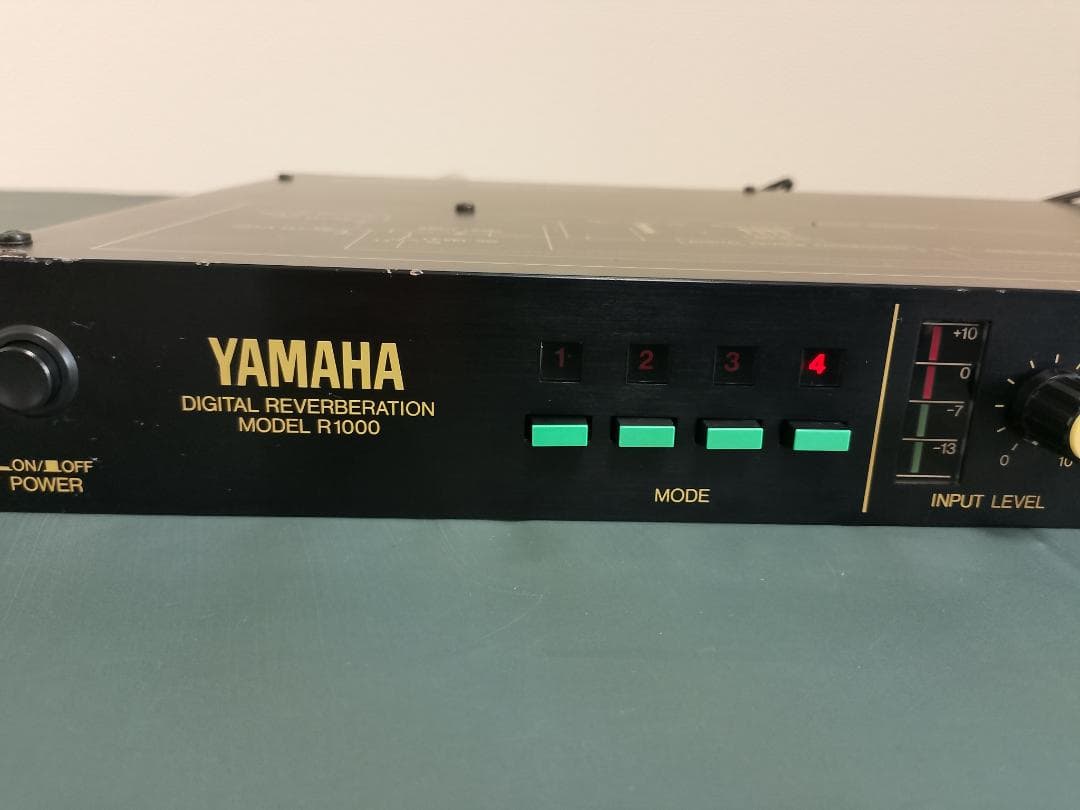 YAMAHA
DIGITAL REVERBERATION
MODEL R1000
ON/ OFF
POWER
1 2 3 4
MODE
+10
0
-7
-13
0 10
INPUT LEVEL